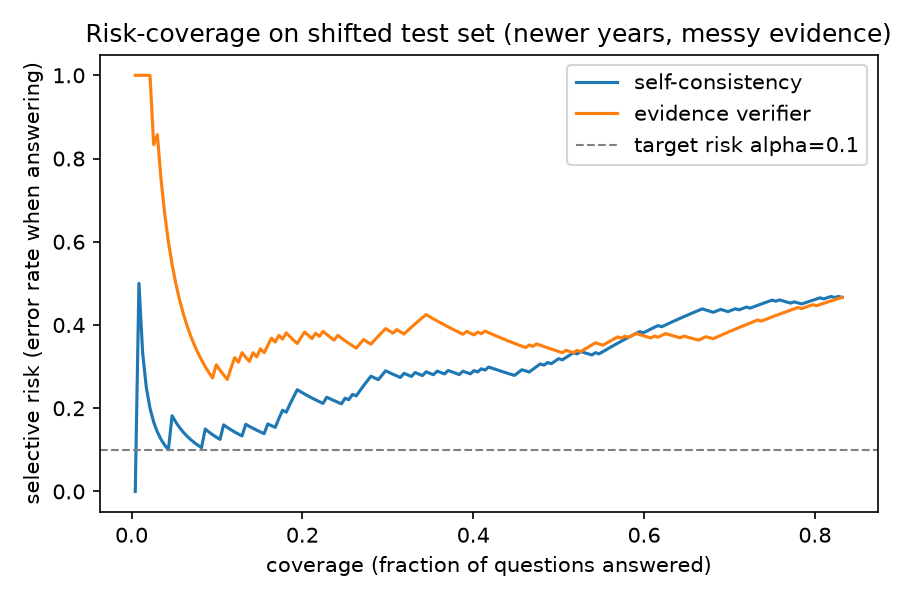 Risk-coverage on shifted test set (newer years, messy evidence)
selective risk (error rate when answering)
1.0
0.8
0.6
0.4
0.2
0.0
self-consistency
evidence verifier
target risk alpha=0.1
0.0 0.2 0.4 0.6 0.8
coverage (fraction of questions answered)